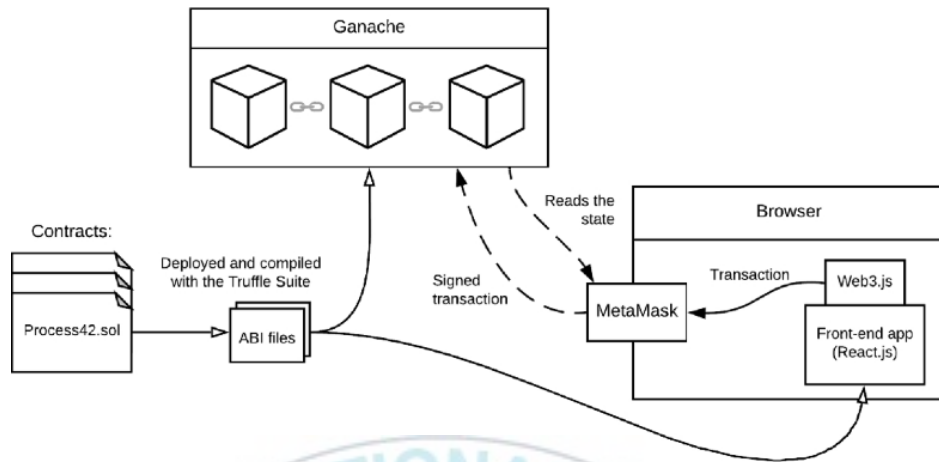 Ganache
Reads the
state
Browser
Contracts:
Deployed and compiled
with the Truffle Suite
Signed
transaction
Transaction
Web3.js
MetaMask
Process42.sol
ABI files
Front-end app
(React.js)